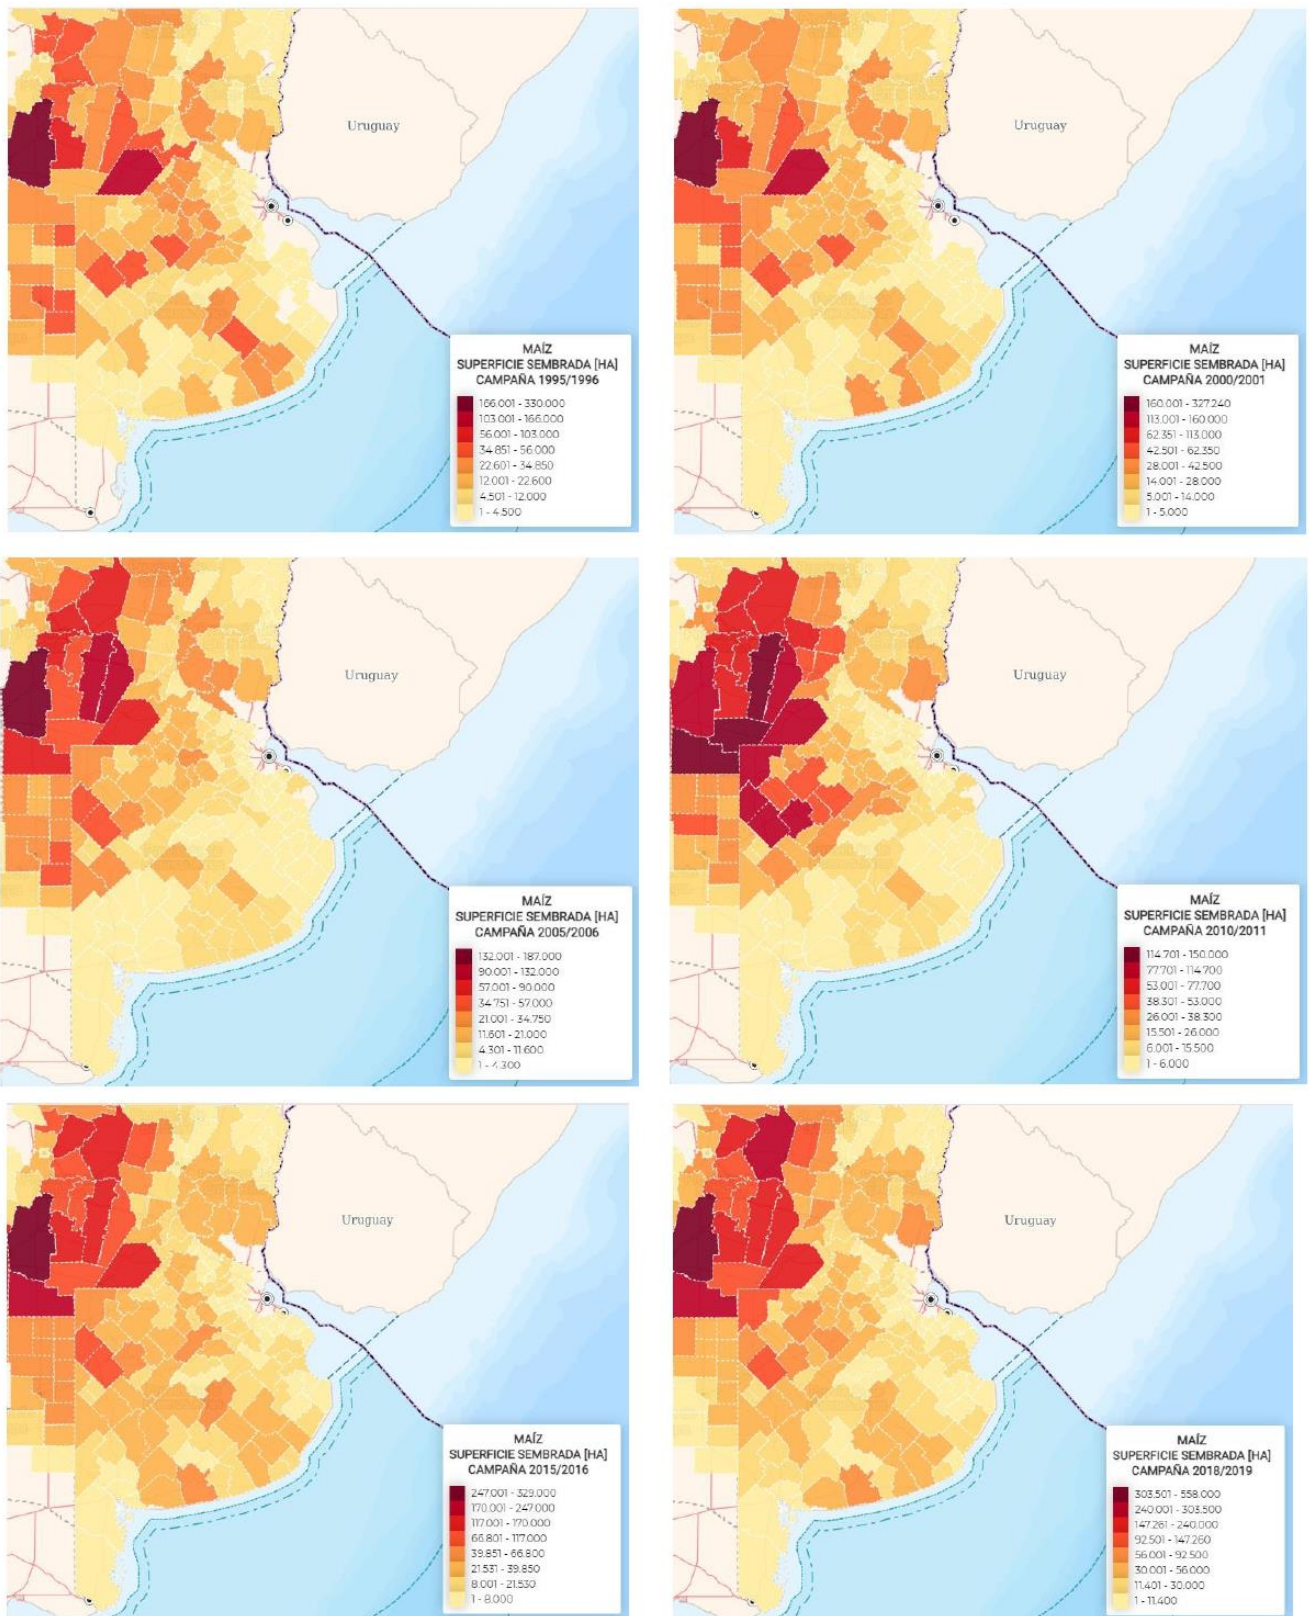 Uruguay
MAÍZ
SUPERFICIE SEMBRADA [HA]
CAMPAÑA 1995/1996
166.001 - 330.000
103.001 - 166.000
56.001 - 103.000
34.851 - 56.000
22.601 - 34.850
12.001 - 22.600
4.501 - 12.000
1 - 4.500
Uruguay
MAÍZ
SUPERFICIE SEMBRADA [HA]
CAMPAÑA 2000/2001
160.001 - 327.240
113.001 - 160.000
62.351 - 113.000
42.501 - 62.350
28.001 - 42.500
14.001 - 28.000
5.001 - 14.000
1 - 5.000
Uruguay
MAÍZ
SUPERFICIE SEMBRADA [HA]
CAMPAÑA 2005/2006
132.001 - 187.000
90.001 - 132.000
57.001 - 90.000
34.751 - 57.000
21.001 - 34.750
11.601 - 21.000
4.301 - 11.600
1 - 4.300
Uruguay
MAÍZ
SUPERFICIE SEMBRADA [HA]
CAMPAÑA 2010/2011
114.701 - 150.000
77.701 - 114.700
53.001 - 77.700
38.301 - 53.000
26.001 - 38.300
15.501 - 26.000
6.001 - 15.500
1 - 6.000
Uruguay
MAÍZ
SUPERFICIE SEMBRADA [HA]
CAMPAÑA 2015/2016
247.001 - 329.000
170.001 - 247.000
117.001 - 170.000
66.801 - 117.000
39.851 - 66.800
21.531 - 39.850
8.001 - 21.530
1 - 8.000
Uruguay
MAÍZ
SUPERFICIE SEMBRADA [HA]
CAMPAÑA 2018/2019
303.501 - 558.000
240.001 - 303.500
147.261 - 240.000
92.501 - 147.260
56.001 - 92.500
30.001 - 56.000
11.401 - 30.000
1 - 11.400